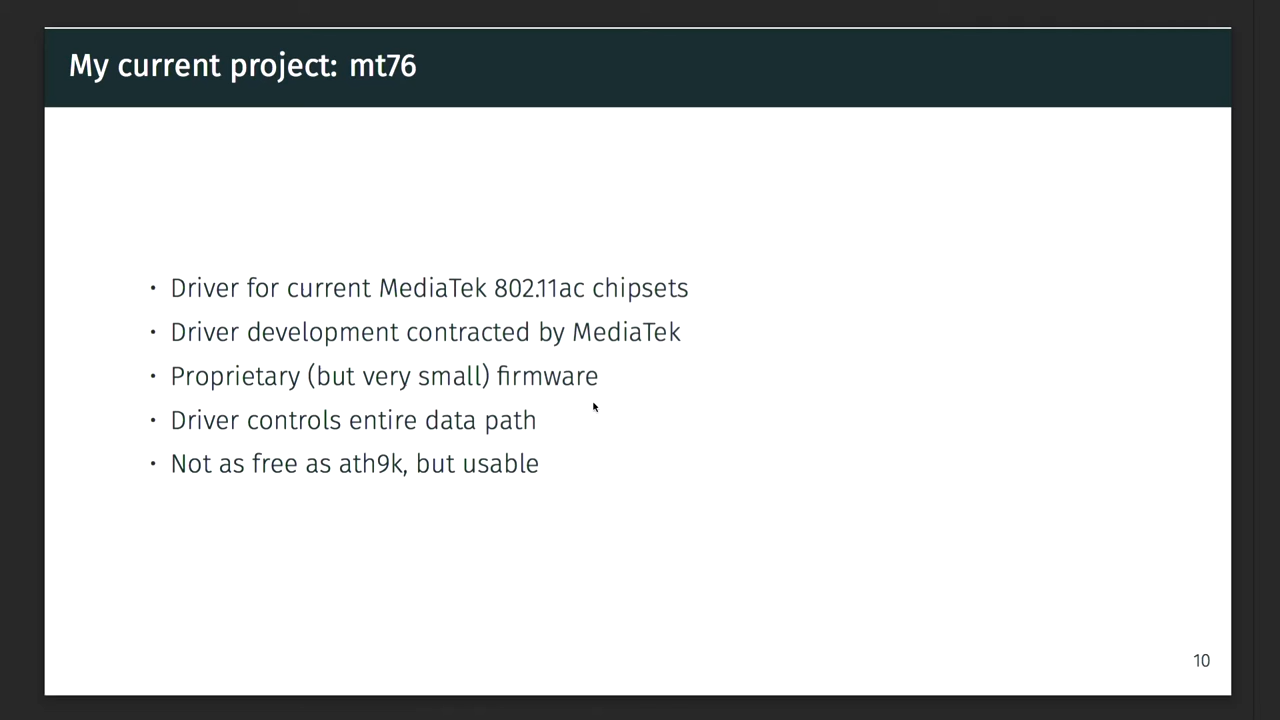 My current project: mt76
• Driver for current MediaTek 802.11ac chipsets
• Driver development contracted by MediaTek
• Proprietary (but very small) firmware
• Driver controls entire data path
• Not as free as ath9k, but usable
10